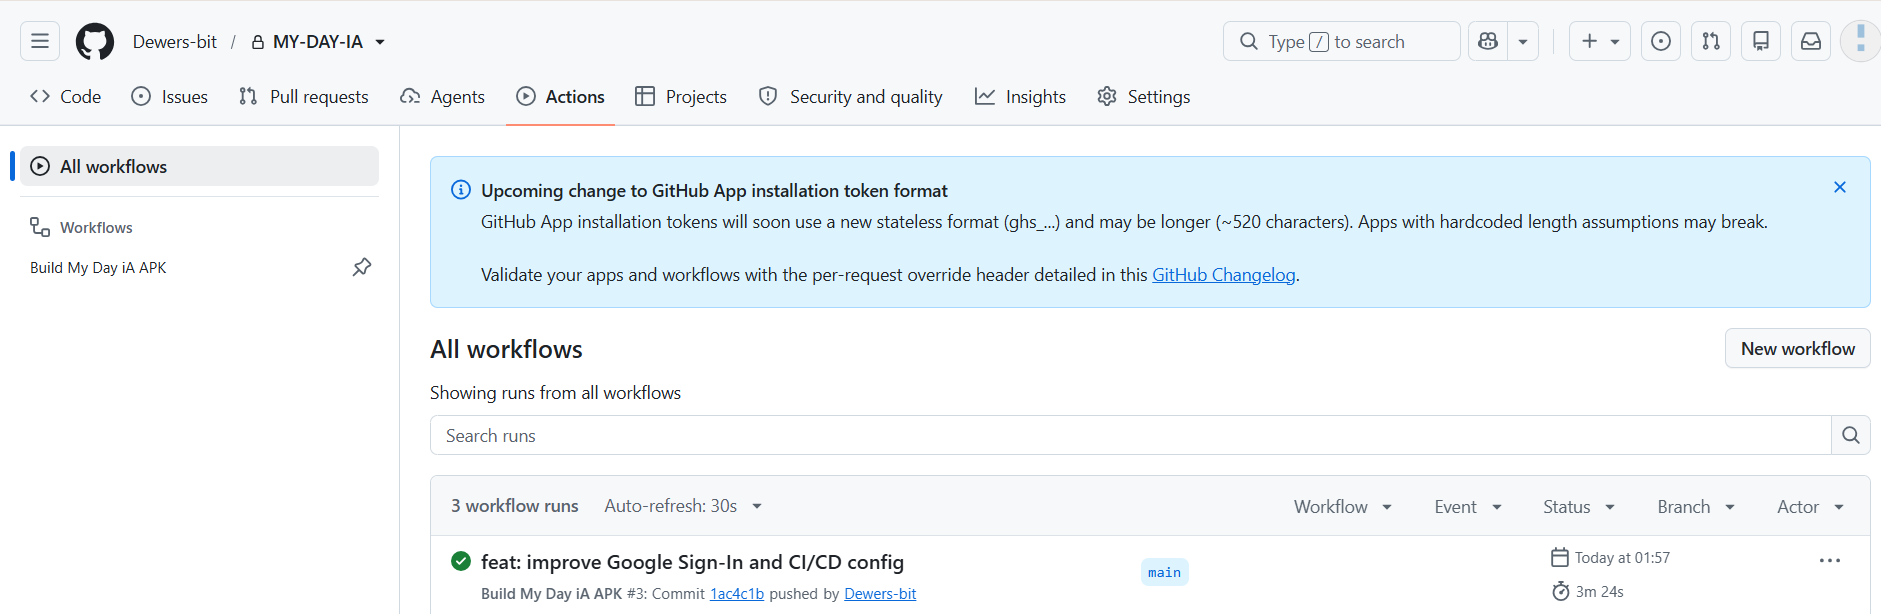 Dewers-bit / MY-DAY-IA
Type / to search
Code Issues Pull requests Agents Actions Projects Security and quality Insights Settings
All workflows
Workflows
Build My Day iA APK
Upcoming change to GitHub App installation token format
GitHub App installation tokens will soon use a new stateless format (ghs_...) and may be longer (~520 characters). Apps with hardcoded length assumptions may break.
Validate your apps and workflows with the per-request override header detailed in this GitHub Changelog.
All workflows
New workflow
Showing runs from all workflows
Search runs
3 workflow runs Auto-refresh: 30s Workflow Event Status Branch Actor
feat: improve Google Sign-In and CI/CD config
Build My Day iA APK #3: Commit 1ac4c1b pushed by Dewers-bit
main
Today at 01:57
3m 24s